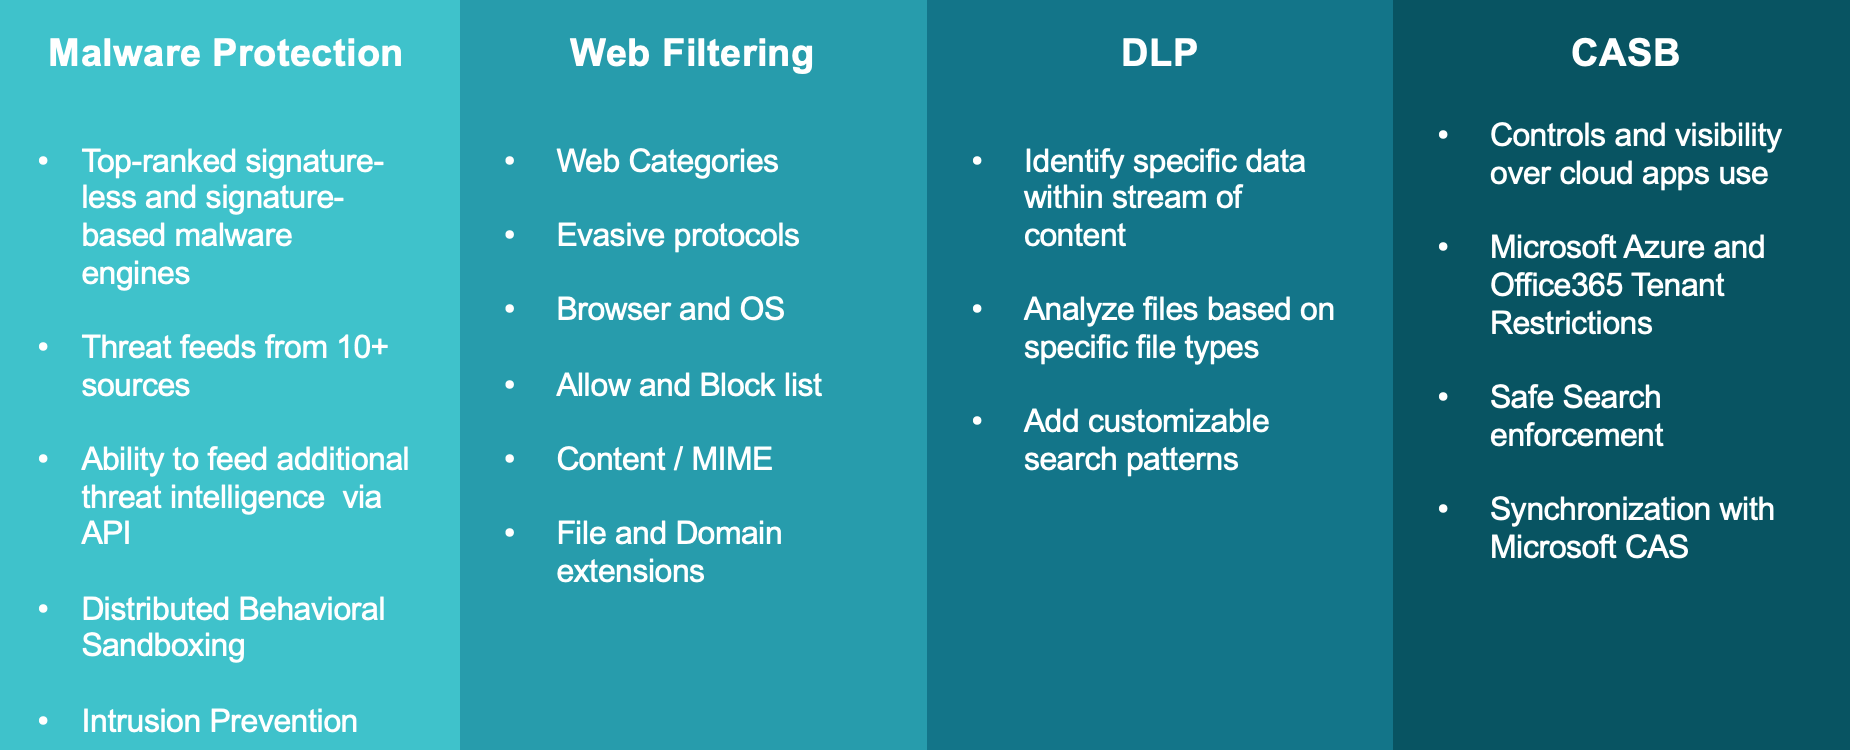 Malware Protection
• Top-ranked signature-
less and signature-
based malware
engines
• Threat feeds from 10+
sources
• Ability to feed additional
threat intelligence  via
API
• Distributed Behavioral
Sandboxing
• Intrusion Prevention
Web Filtering
• Web Categories
• Evasive protocols
• Browser and OS
• Allow and Block list
• Content / MIME
• File and Domain
extensions
DLP
• Identify specific data
within stream of
content
• Analyze files based on
specific file types
• Add customizable
search patterns
CASB
• Controls and visibility
over cloud apps use
• Microsoft Azure and
Office365 Tenant
Restrictions
• Safe Search
enforcement
• Synchronization with
Microsoft CAS